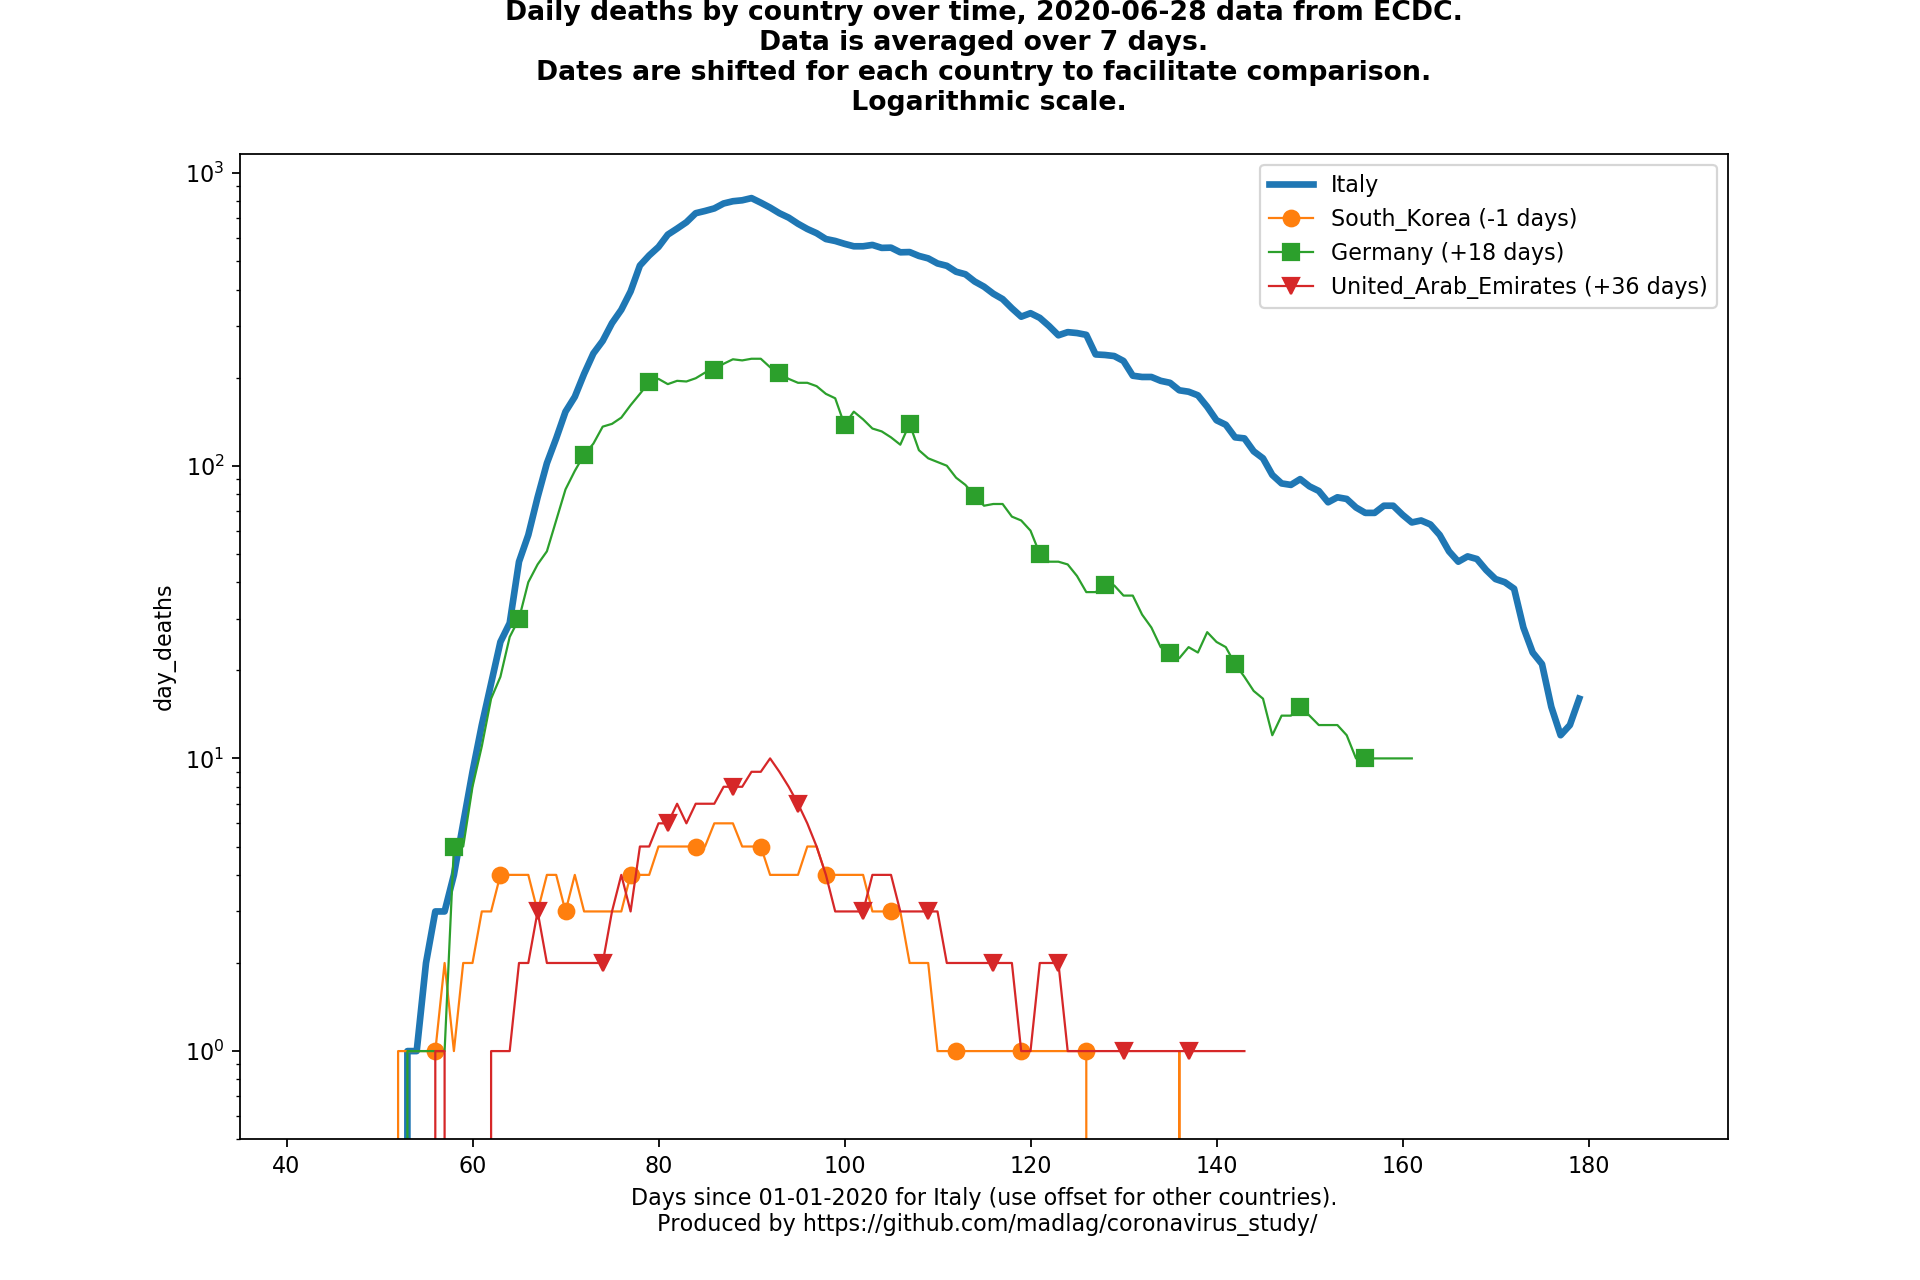 Daily deaths by country over time, 2020-06-28 data from ECDC.
Data is averaged over 7 days.
Dates are shifted for each country to facilitate comparison.
Logarithmic scale.
10³
Italy
South_Korea (-1 days)
Germany (+18 days)
United_Arab_Emirates (+36 days)
10²
day_deaths
10¹
10⁰
40 60 80 100 120 140 160 180
Days since 01-01-2020 for Italy (use offset for other countries).
Produced by https://github.com/madlag/coronavirus_study/